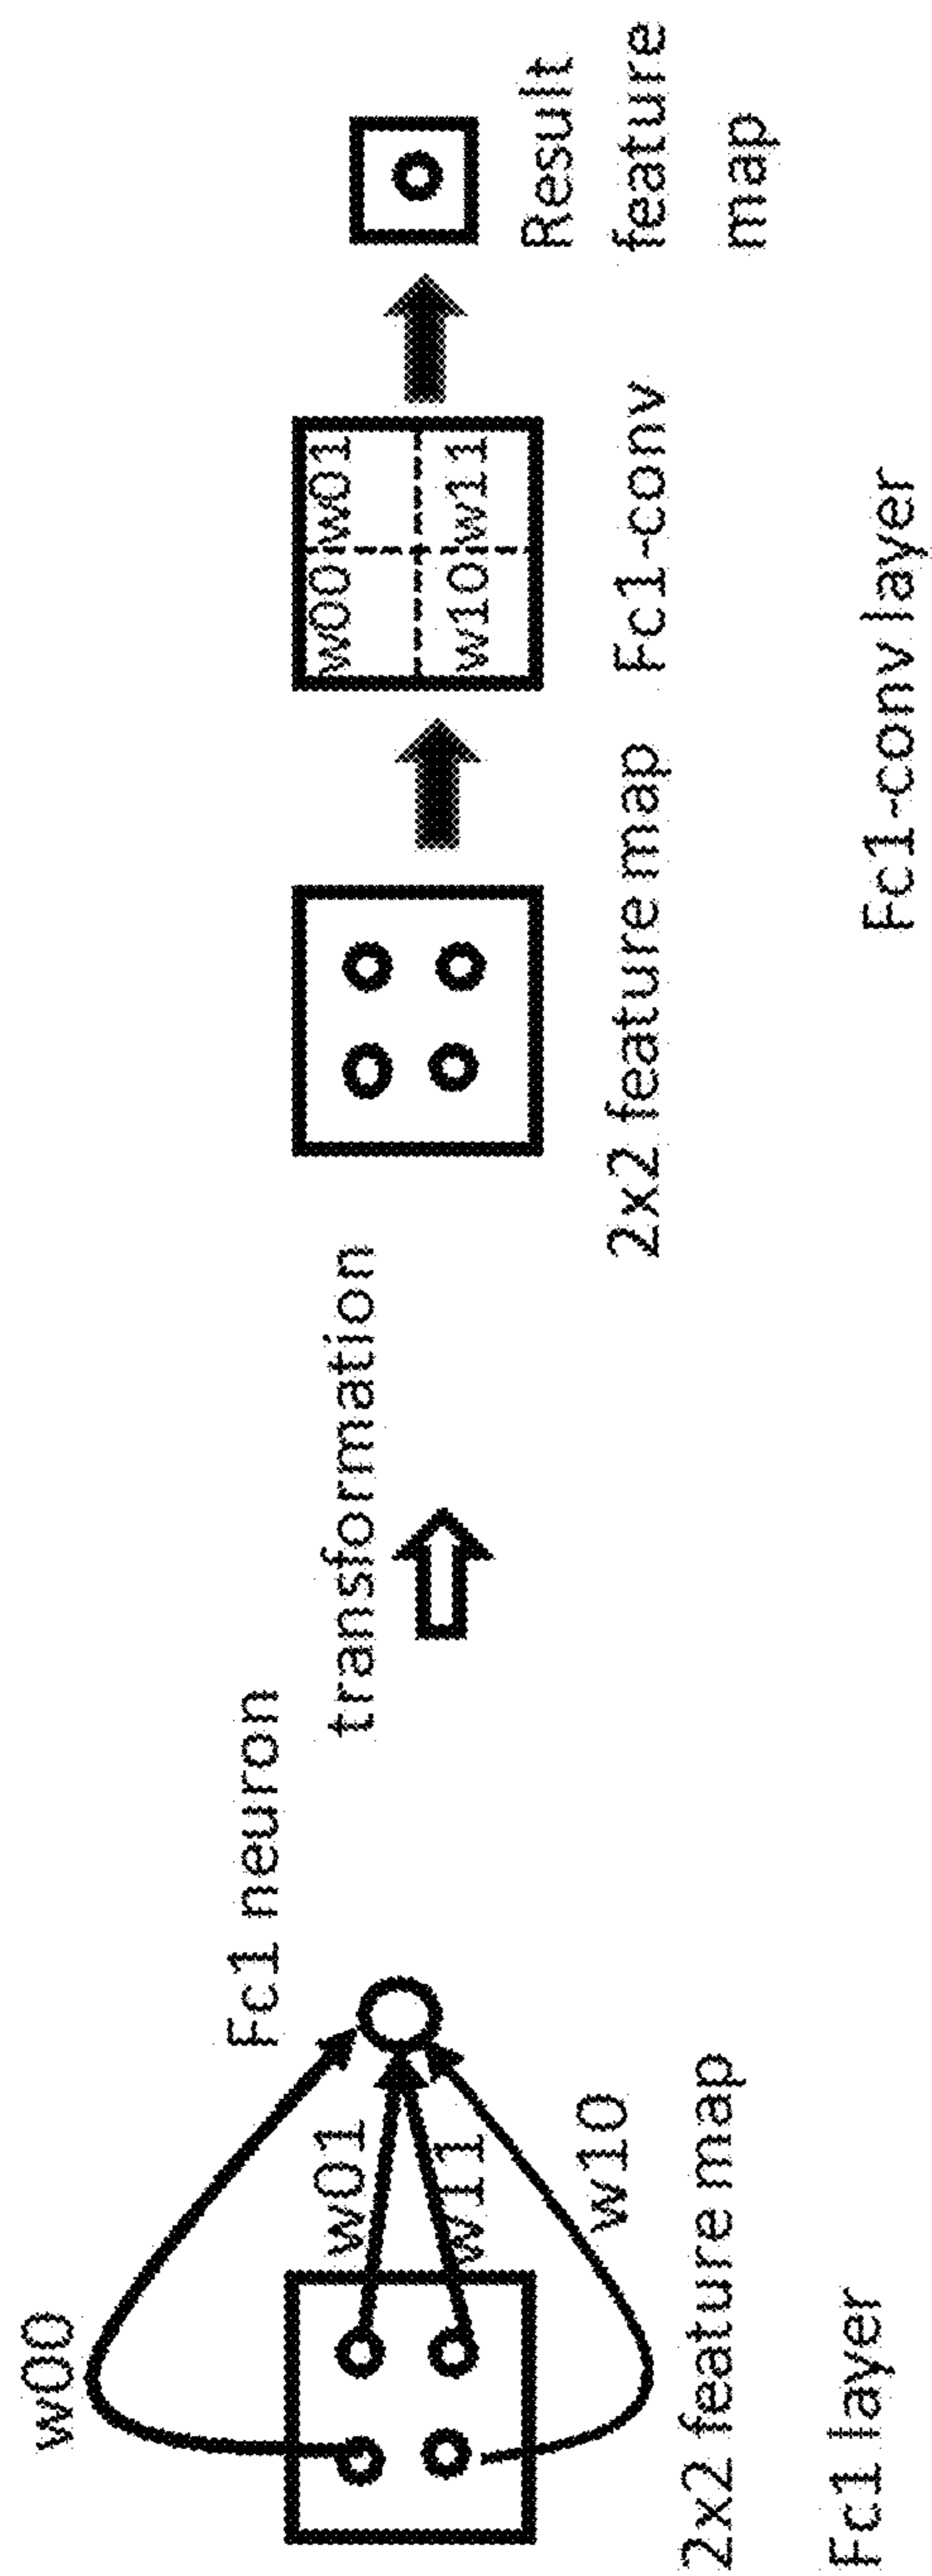 w00
w01
w11
w10
Fc1 neuron
2x2 feature map
Fc1 layer
transformation
2x2 feature map
w00 w01
w10 w11
Fc1-conv
Result
feature
map
Fc1-conv layer